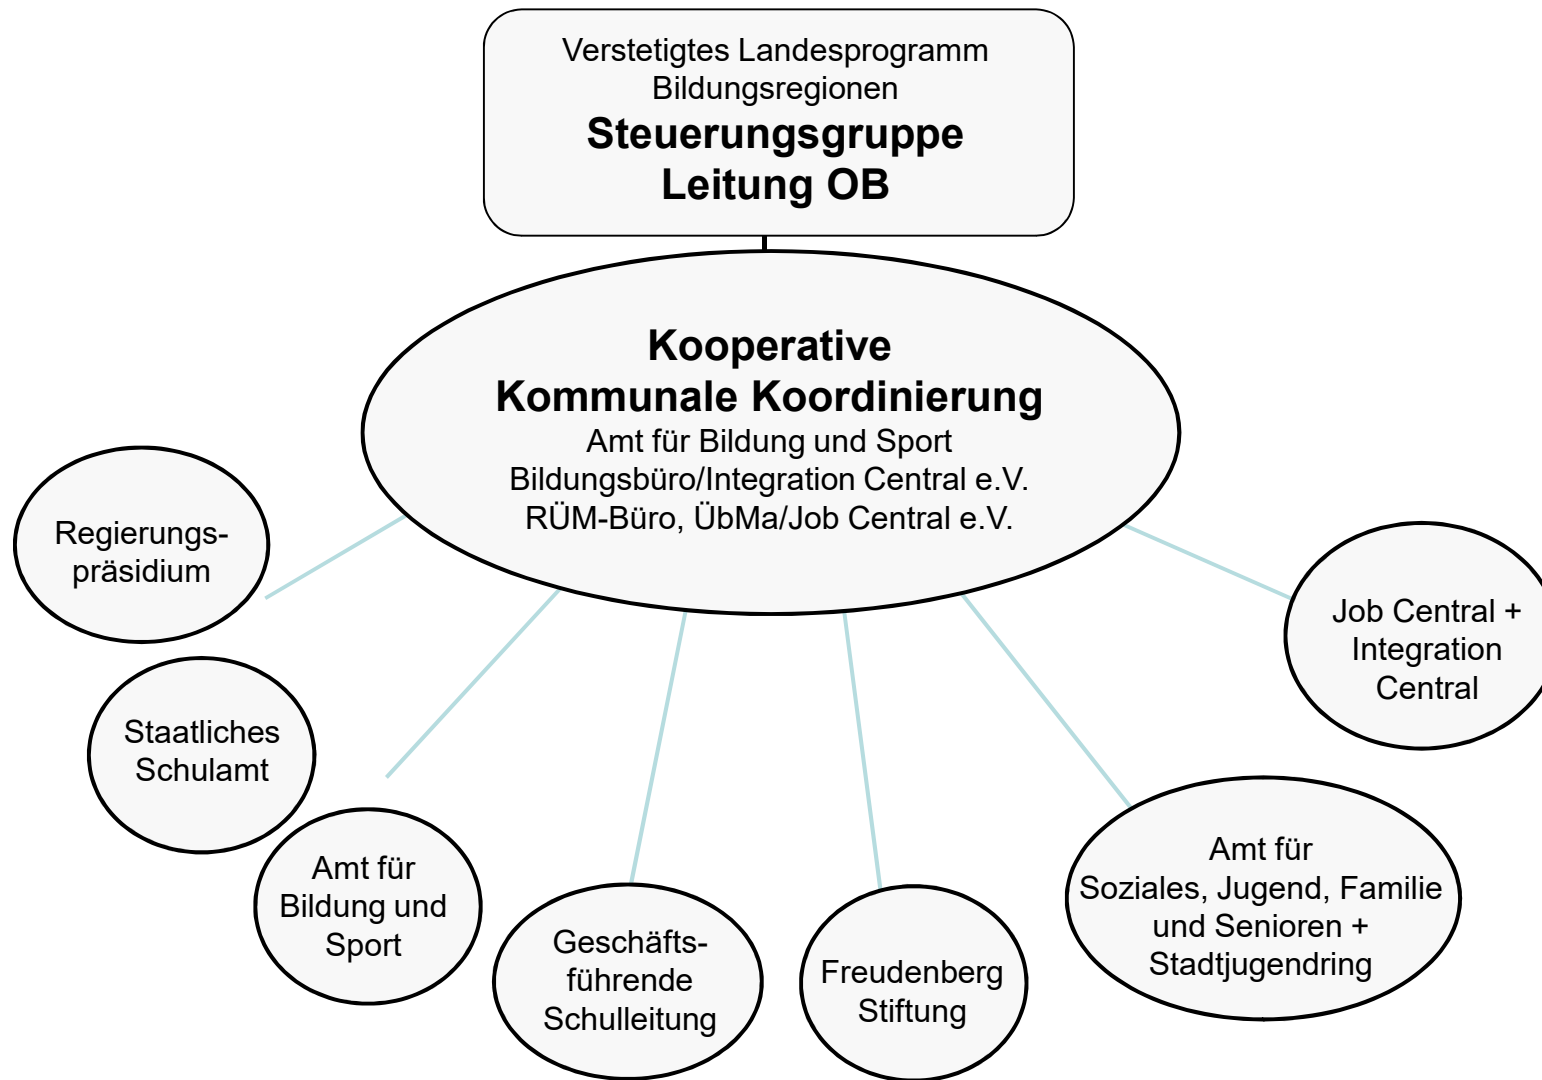 Verstetigtes Landesprogramm
Bildungsregionen
Steuerungsgruppe
Leitung OB
Kooperative
Kommunale Koordinierung
Amt für Bildung und Sport
Bildungsbüro/Integration Central e.V.
RÜM-Büro, ÜbMa/Job Central e.V.
Regierungs-
präsidium
Staatliches
Schulamt
Amt für
Bildung und
Sport
Geschäfts-
führende
Schulleitung
Freudenberg
Stiftung
Amt für
Soziales, Jugend, Familie
und Senioren +
Stadtjugendring
Job Central +
Integration
Central